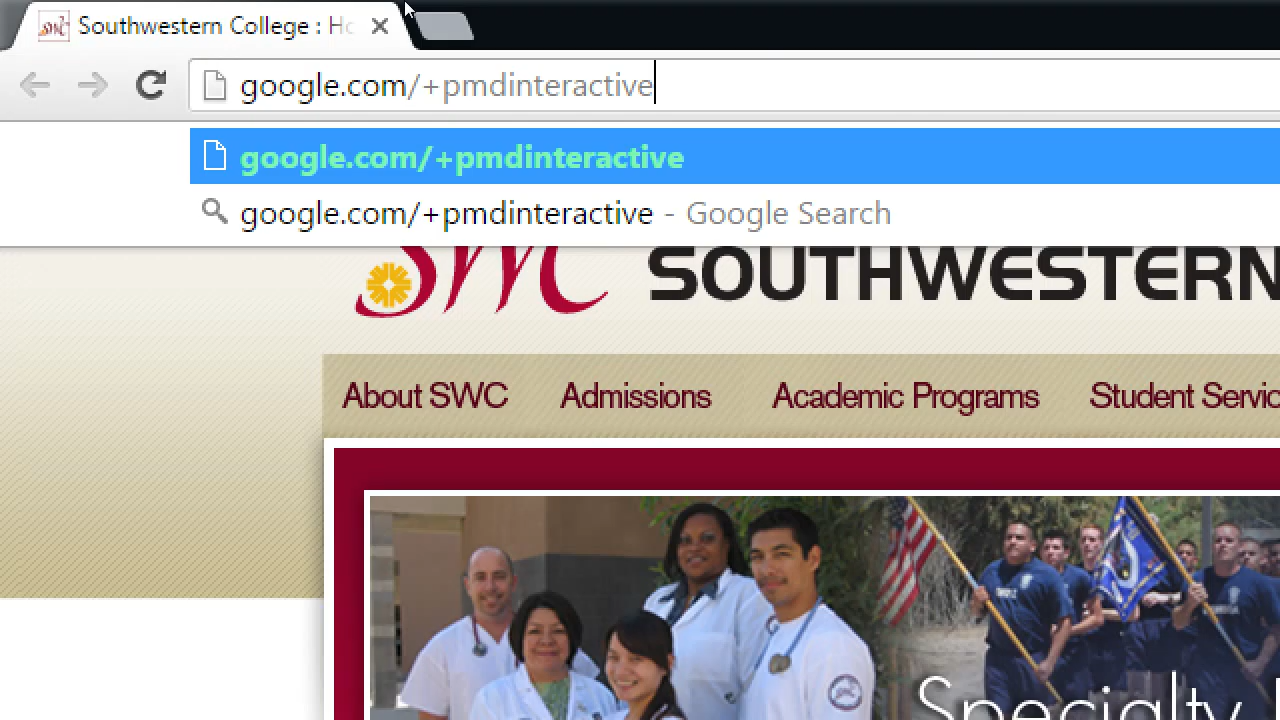 Southwestern College : Ho
google.com/+pmdinteractive
google.com/+pmdinteractive
google.com/+pmdinteractive - Google Search
SWC SOUTHWESTERN
About SWC Admissions Academic Programs Student Servic
Specialty